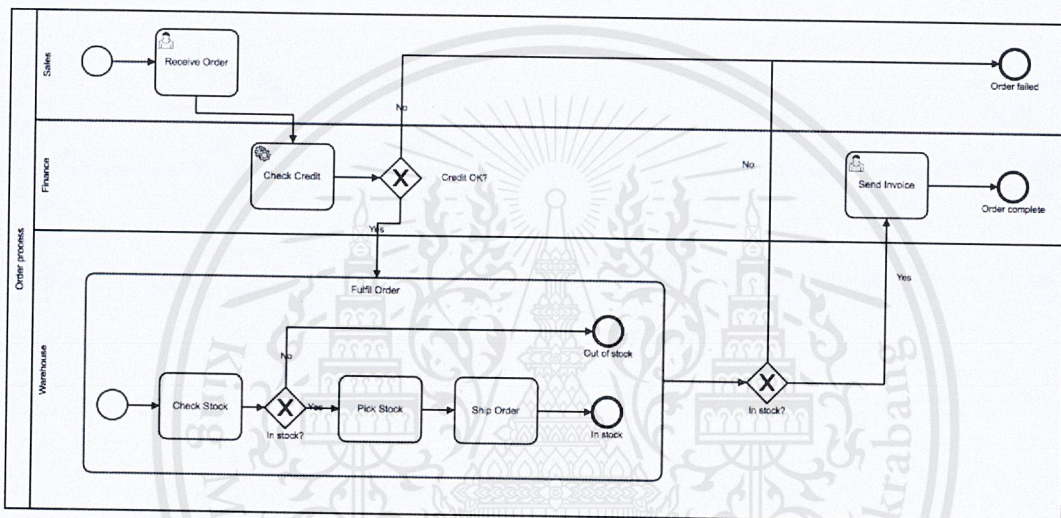 Order process
Sales
Receive Order
No
Order failed
Finance
Check Credit
Credit OK?
No
Send Invoice
Order complete
Yes
Yes
Warehouse
Fulfil Order
No
Out of stock
Check Stock
In stock?
Yes
Pick Stock
Ship Order
In stock
In stock?
krabang